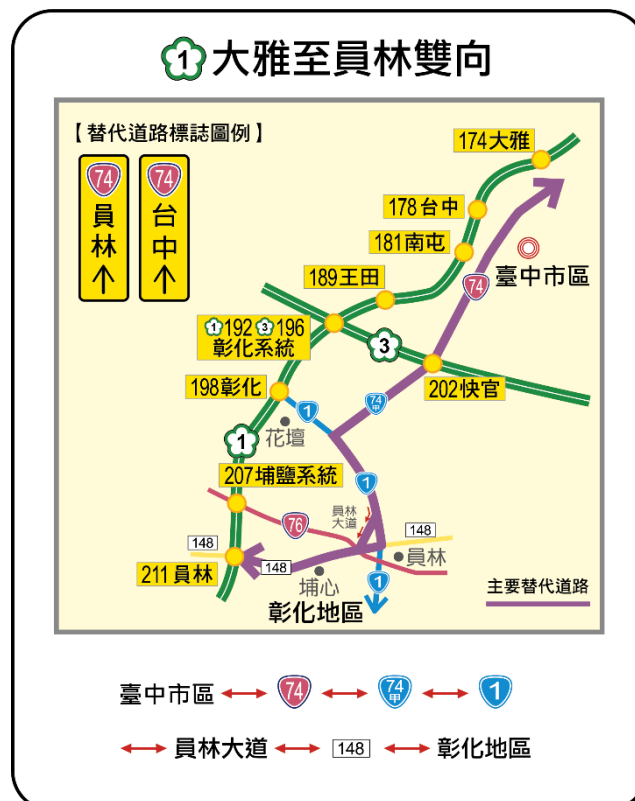 1 大雅至員林雙向
【替代道路標誌圖例】
74
員林
↑
74
台中
↑
174大雅
178台中
181南屯
74
臺中市區
189王田
1 192 3 196
彰化系統
3
198彰化
202快官
1
74甲
花壇
1
1
207埔鹽系統
員林
大道
76
148
148
148
員林
211員林
埔心
1
彰化地區
主要替代道路
臺中市區 ↔ 74 ↔ 74甲 ↔ 1
↔ 員林大道 ↔ 148 ↔ 彰化地區